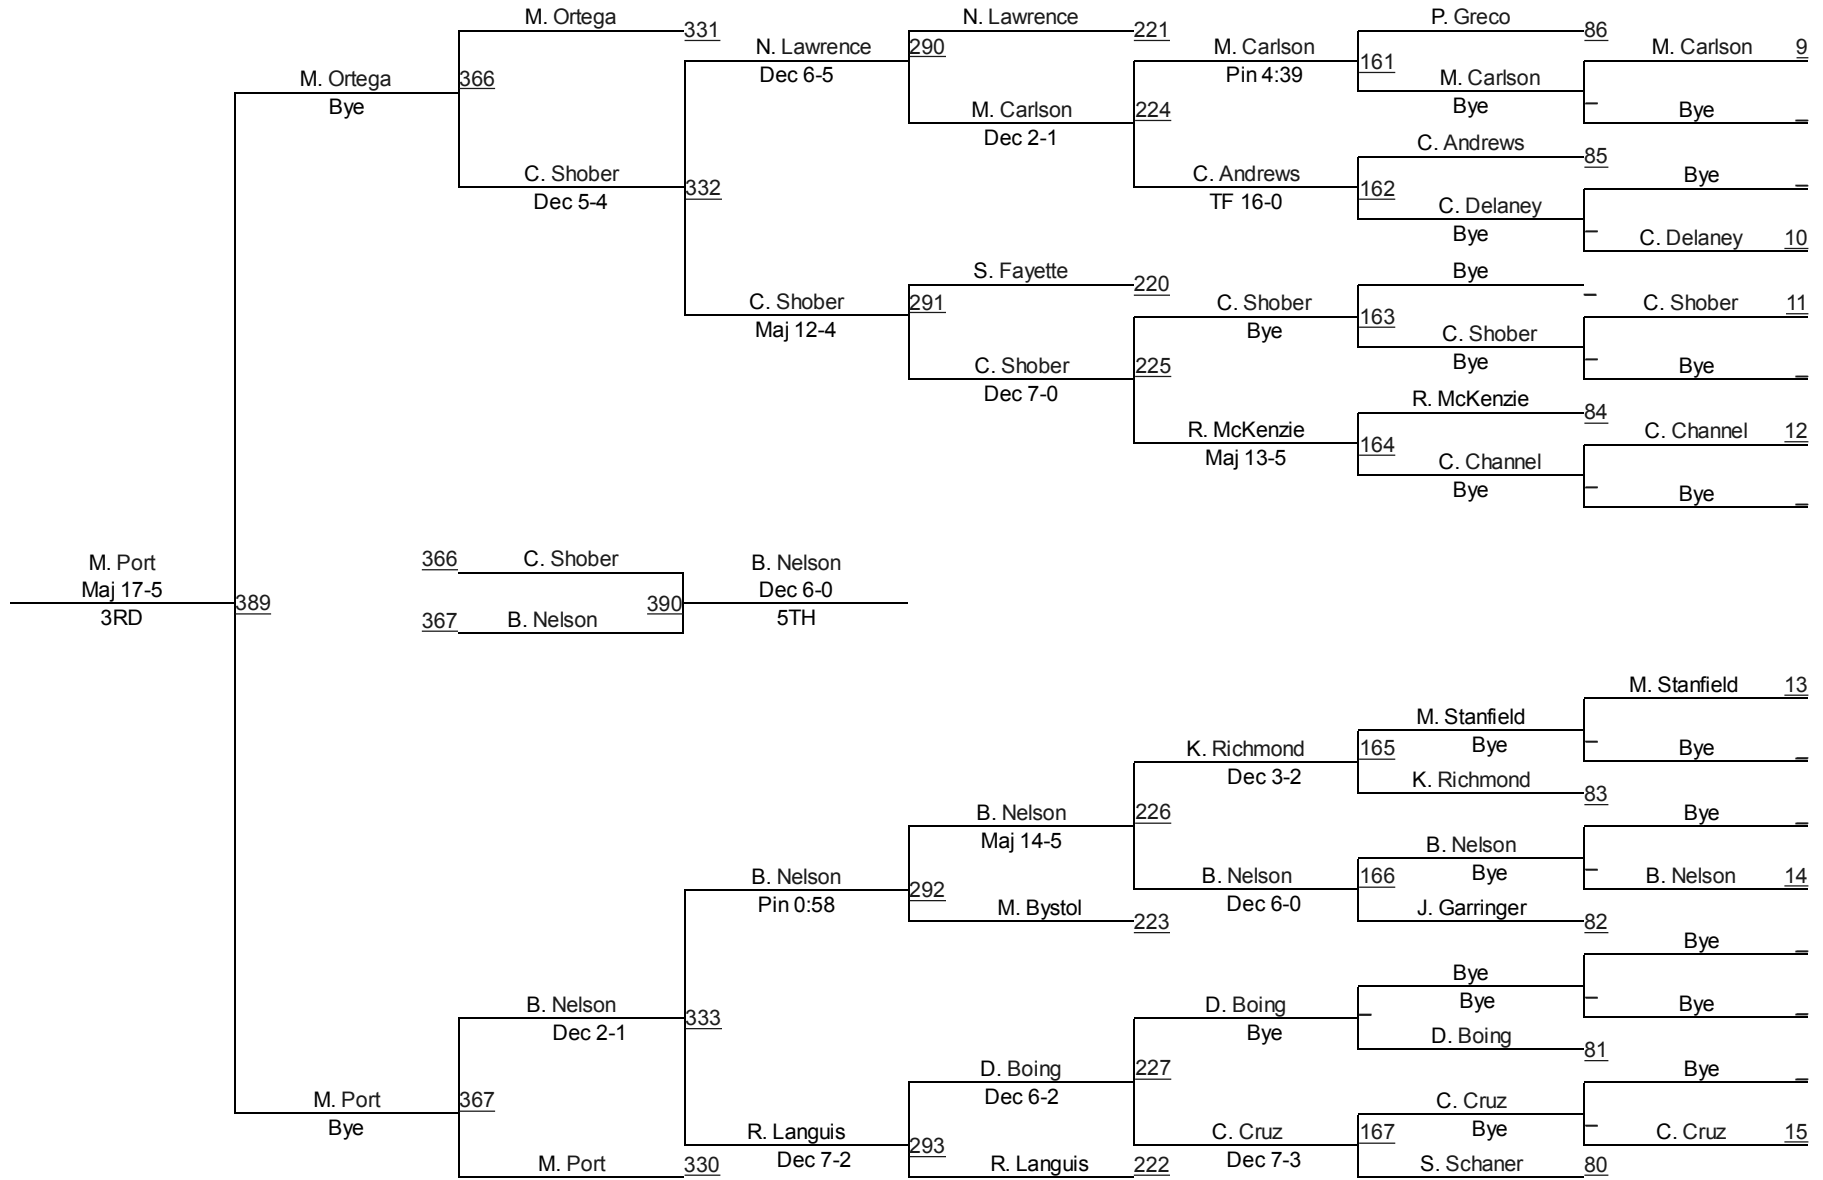 M. Ortega
331
N. Lawrence
221
P. Greco
86
N. Lawrence
Dec 6-5
290
M. Carlson
Pin 4:39
161
M. Carlson 9
M. Ortega
Bye
366
M. Carlson
Bye
_
Bye _
M. Carlson
Dec 2-1
224
C. Andrews
85
C. Shober
Dec 5-4
332
C. Andrews
TF 16-0
162
Bye _
C. Delaney
Bye
_
C. Delaney 10
S. Fayette
220
Bye
_
C. Shober
Maj 12-4
291
C. Shober
Bye
163
C. Shober 11
C. Shober
Bye
_
Bye _
C. Shober
Dec 7-0
225
R. McKenzie
84
R. McKenzie
Maj 13-5
164
C. Channel 12
C. Channel
Bye
_
Bye _
M. Port
Maj 17-5
3RD
389
366 C. Shober
367 B. Nelson
390
B. Nelson
Dec 6-0
5TH
M. Stanfield 13
M. Stanfield
Bye
_
Bye _
K. Richmond
Dec 3-2
165
K. Richmond
83
B. Nelson
Maj 14-5
226
Bye _
B. Nelson
Bye
_
B. Nelson 14
B. Nelson
Pin 0:58
292
B. Nelson
Dec 6-0
166
M. Bystol
223
J. Garringer
82
Bye _
Bye
Bye
_
Bye _
B. Nelson
Dec 2-1
333
D. Boing
Bye
_
D. Boing
81
D. Boing
Dec 6-2
227
Bye _
M. Port
Bye
367
C. Cruz
Bye
_
C. Cruz 15
R. Languis
Dec 7-2
293
C. Cruz
Dec 7-3
167
M. Port
330
R. Languis
222
S. Schaner
80